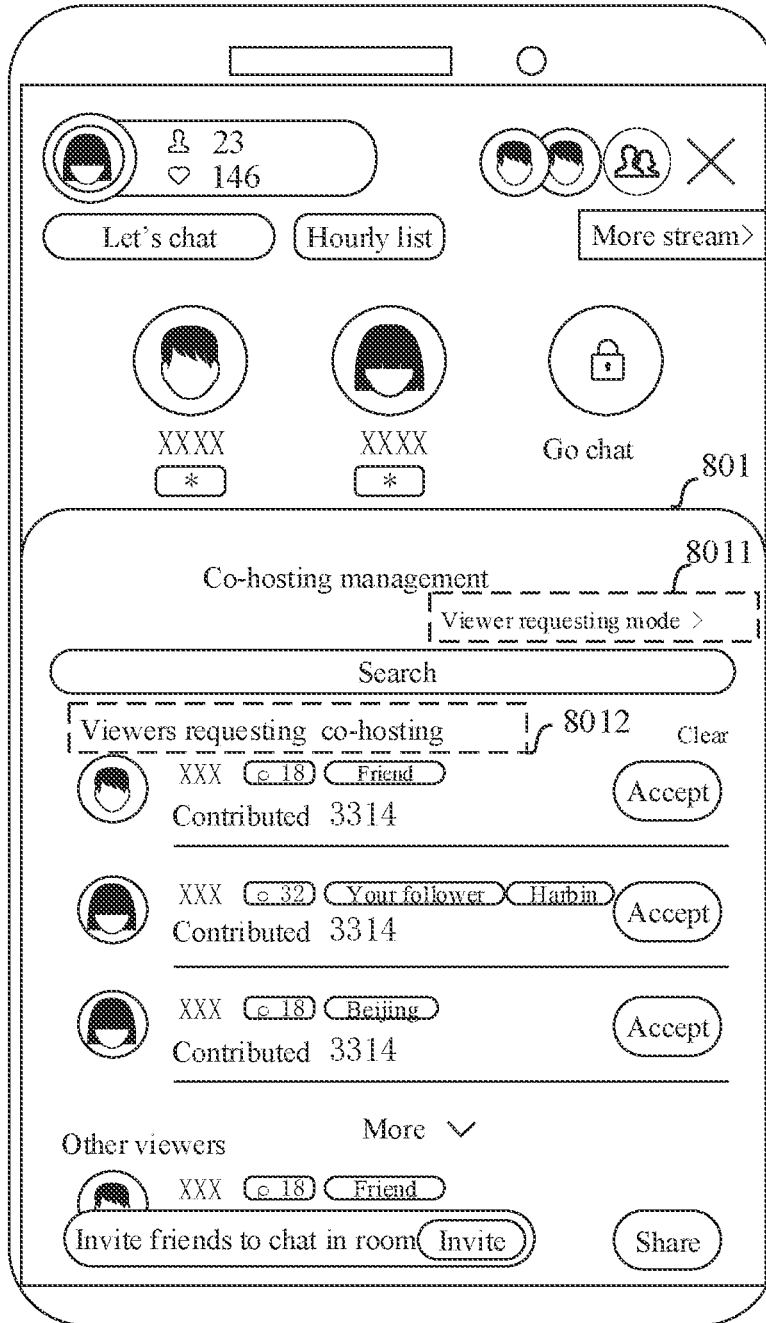 23
146
Let's chat
Hourly list
More stream>
XXXX
XXXX
Go chat
*
*
801
8011
Co-hosting management
Viewer requesting mode >
Search
Viewers requesting co-hosting
8012
Clear
XXX 18 Friend
Accept
Contributed 3314
XXX 32 Your follower Harbin
Accept
Contributed 3314
XXX 18 Beijing
Accept
Contributed 3314
More
Other viewers
XXX 18 Friend
Invite friends to chat in room Invite
Share